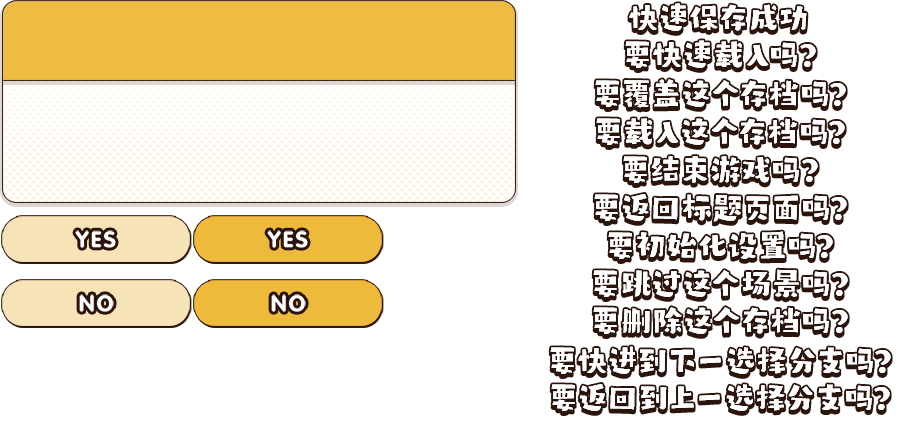 YES
YES
NO
NO
快速保存成功
要快速载入吗?
要覆盖这个存档吗?
要载入这个存档吗?
要结束游戏吗?
要返回标题页面吗?
要初始化设置吗?
要跳过这个场景吗?
要删除这个存档吗?
要快进到下一选择分支吗?
要返回到上一选择分支吗?